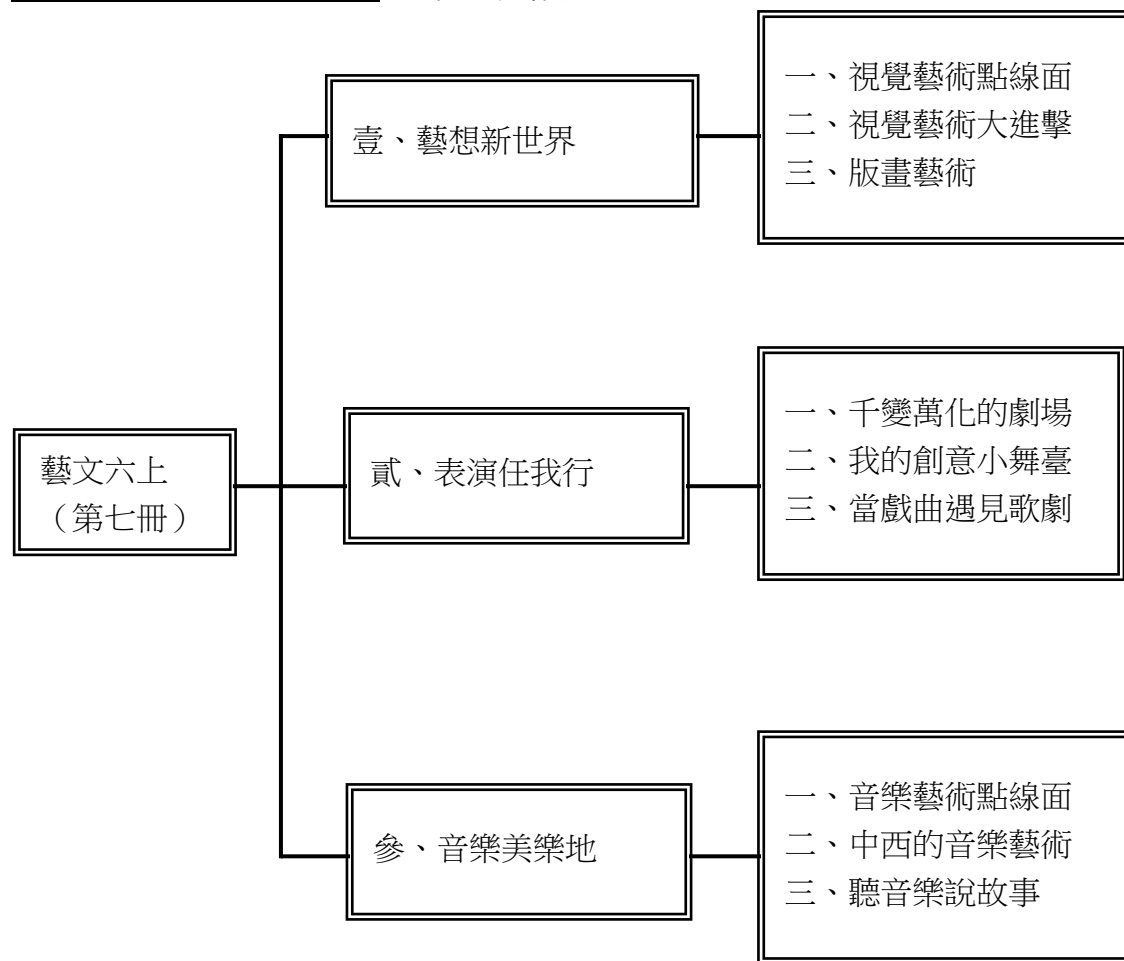 藝文六上
（第七冊）
壹、藝想新世界
一、視覺藝術點線面
二、視覺藝術大進擊
三、版畫藝術
貳、表演任我行
一、千變萬化的劇場
二、我的創意小舞臺
三、當戲曲遇見歌劇
參、音樂美樂地
一、音樂藝術點線面
二、中西的音樂藝術
三、聽音樂說故事